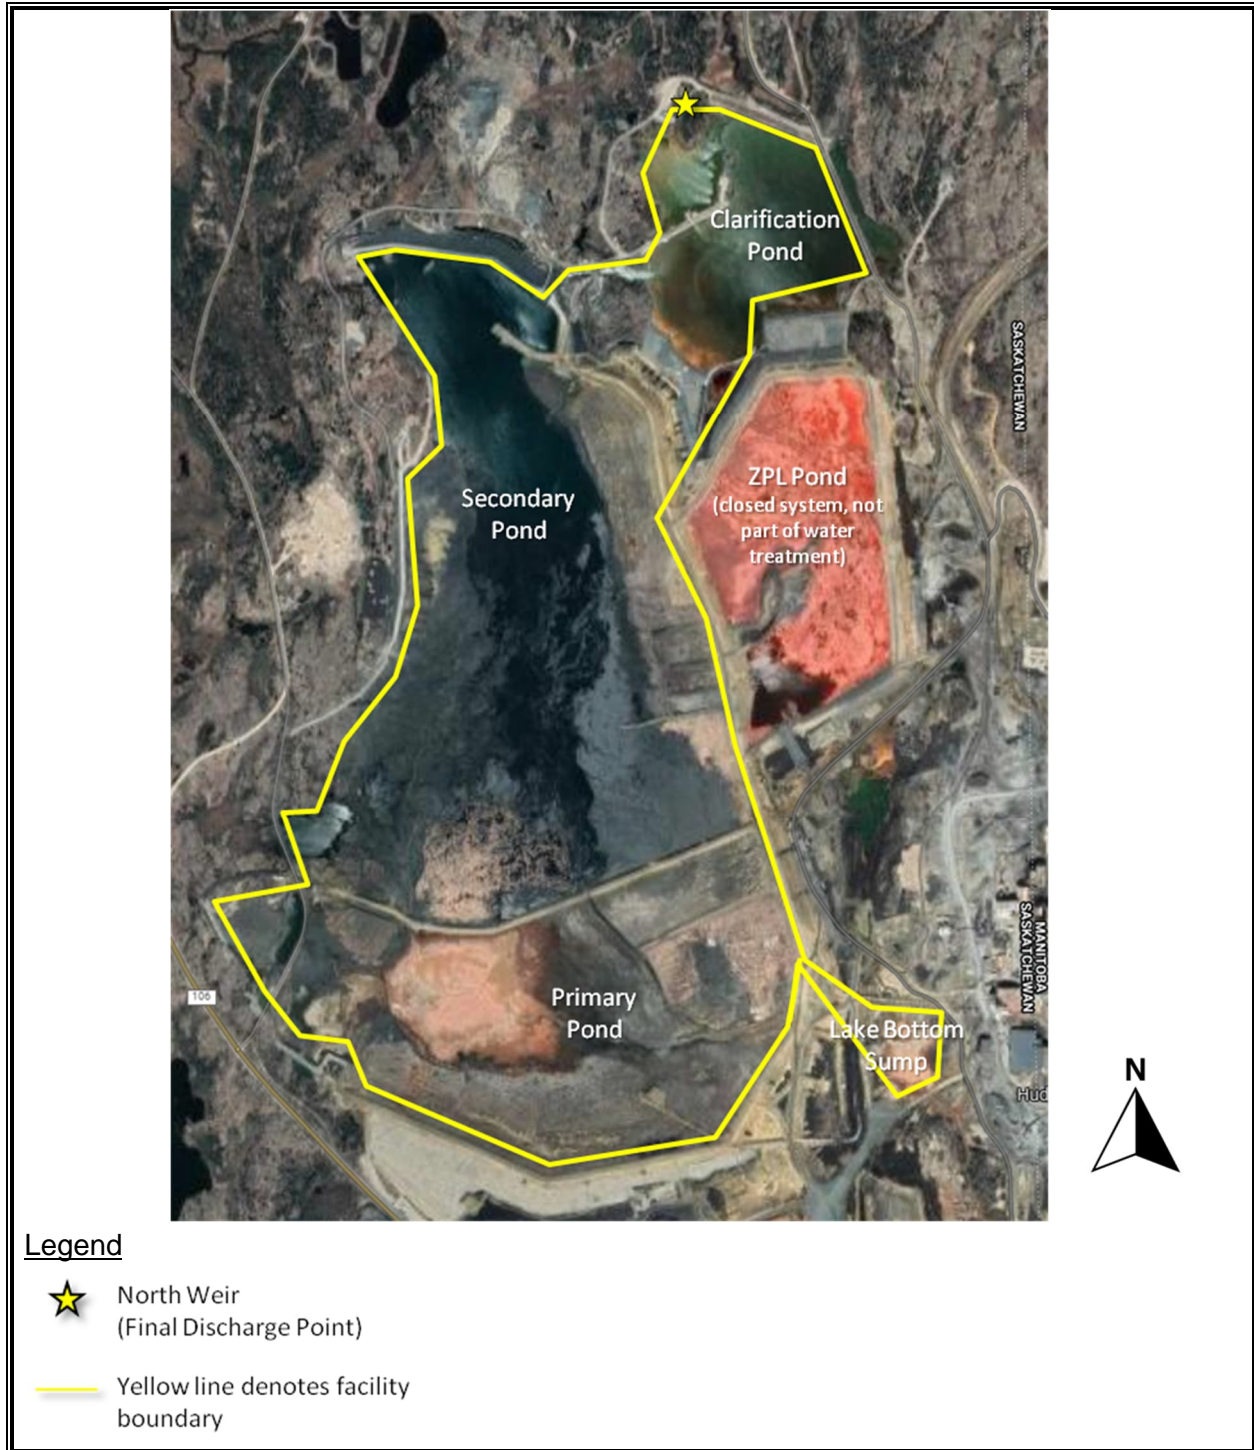 Clarification
Pond
SASKATCHEWAN
ZPL Pond
(closed system, not
part of water
treatment)
Secondary
Pond
MANITOBA
SASKATCHEWAN
106
Primary
Pond
Lake Bottom
Sump
Hud
N
Legend
North Weir
(Final Discharge Point)
Yellow line denotes facility
boundary